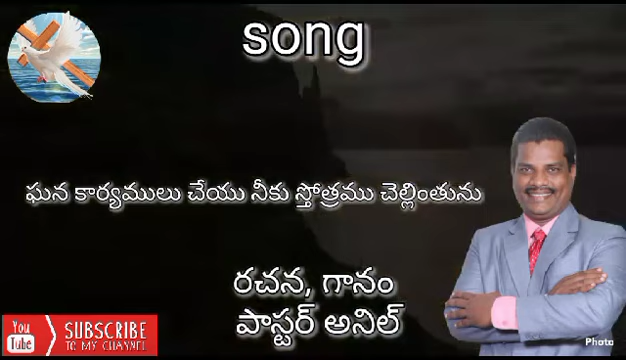 song
ఘన కార్యములు చేయు నీకు స్తోత్రము చెల్లింతును
రచన, గానం
పాస్టర్ అనిల్
You
Tube
SUBSCRIBE
TO MY CHANNEL
Photo